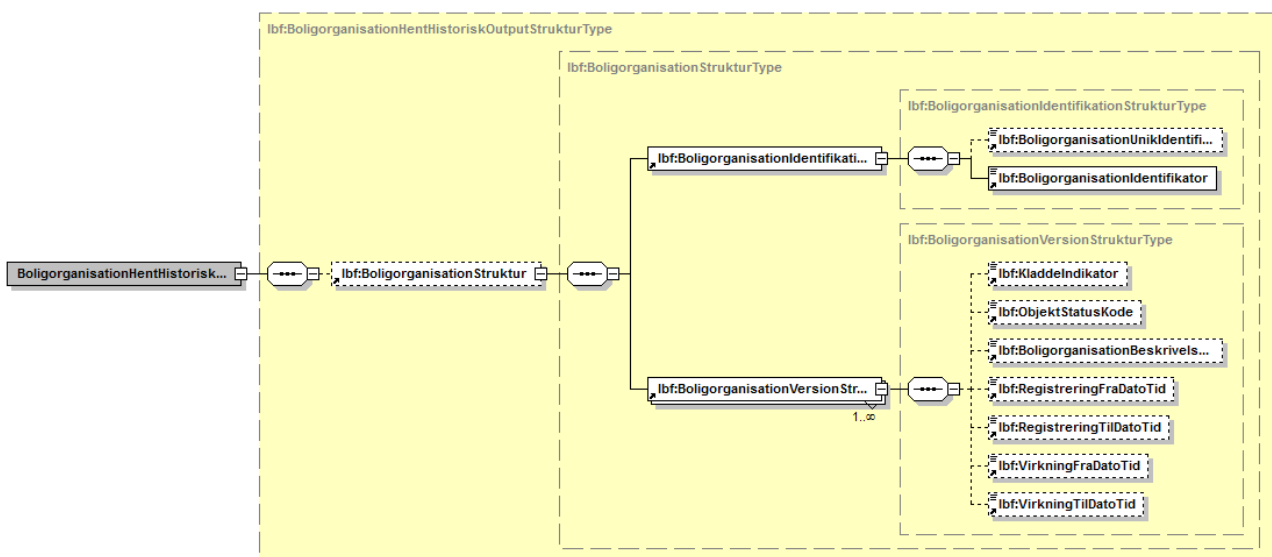 lbf:BoligorganisationHentHistoriskOutputStrukturType
lbf:BoligorganisationStrukturType
lbf:BoligorganisationIdentifikationStrukturType
lbf:BoligorganisationUnikIdentifi...
lbf:BoligorganisationIdentifikati...
lbf:BoligorganisationIdentifikator
lbf:BoligorganisationVersionStrukturType
BoligorganisationHentHistorisk...
lbf:BoligorganisationStruktur
lbf:KladdeIndikator
lbf:ObjektStatusKode
lbf:BoligorganisationBeskrivels...
lbf:BoligorganisationVersionStr...
1..∞
lbf:RegistreringFraDatoTid
lbf:RegistreringTilDatoTid
lbf:VirkningFraDatoTid
lbf:VirkningTilDatoTid